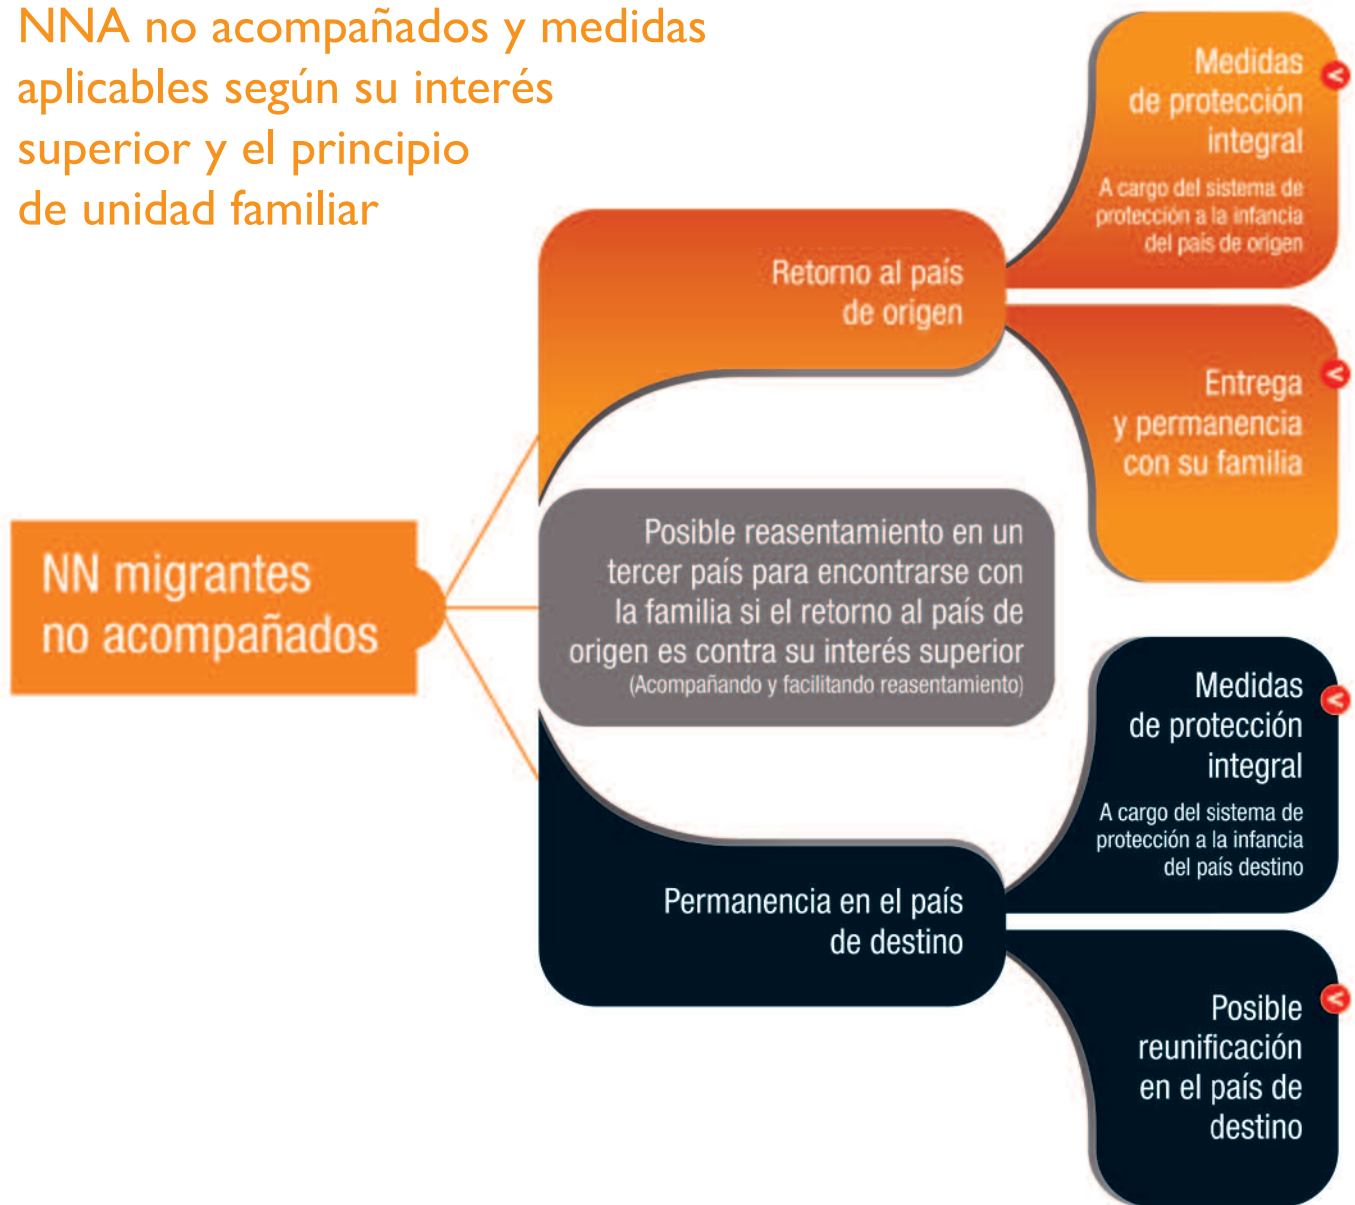 NNA no acompañados y medidas
aplicables según su interés
superior y el principio
de unidad familiar
NN migrantes
no acompañados
Retorno al país
de origen
Medidas
de protección
integral
A cargo del sistema de
protección a la infancia
del país de origen
Entrega
y permanencia
con su familia
Posible reasentamiento en un
tercer país para encontrarse con
la familia si el retorno al país de
origen es contra su interés superior
(Acompañando y facilitando reasentamiento)
Permanencia en el país
de destino
Medidas
de protección
integral
A cargo del sistema de
protección a la infancia
del país destino
Posible
reunificación
en el país de
destino